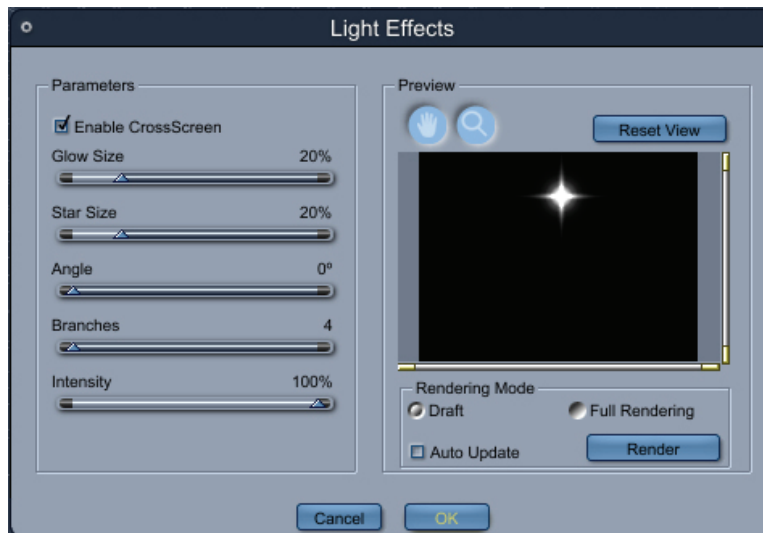 Light Effects
Parameters
Enable CrossScreen
Glow Size 20%
Star Size 20%
Angle 0º
Branches 4
Intensity 100%
Preview
Reset View
Rendering Mode
Draft Full Rendering
Auto Update Render
Cancel OK